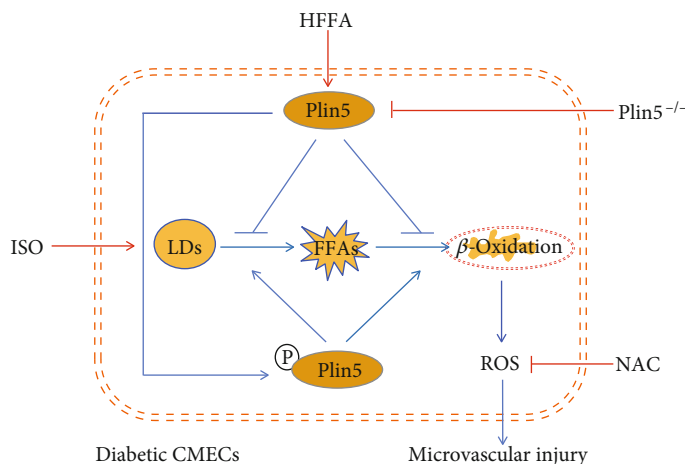 HFFA
Plin5
Plin5⁻/⁻
ISO
LDs
FFAs
β-Oxidation
P
Plin5
ROS
NAC
Diabetic CMECs
Microvascular injury